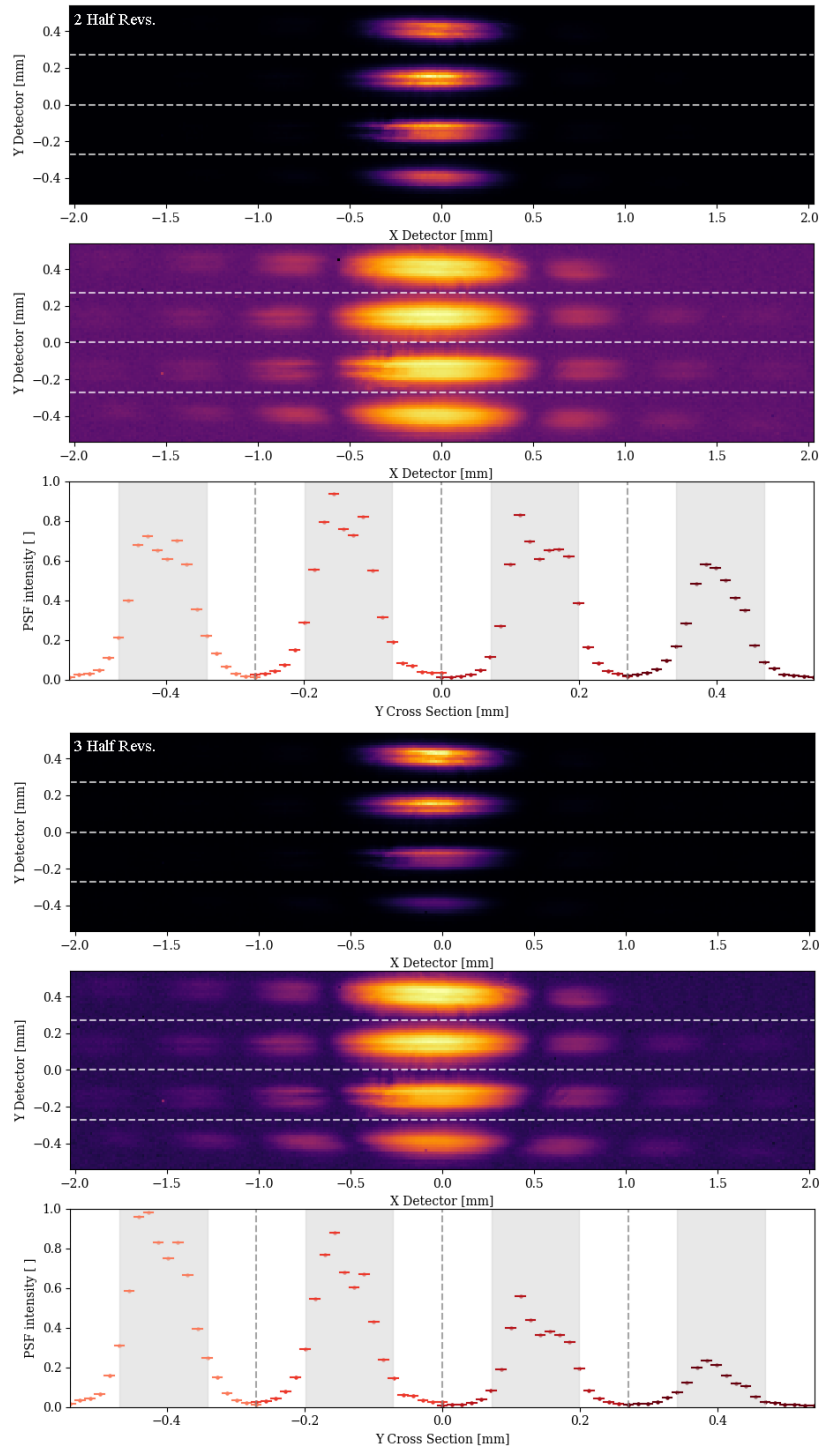 2 Half Revs.
Y Detector [mm]
0.4
0.2
0.0
−0.2
−0.4
−2.0 −1.5 −1.0 −0.5 0.0 0.5 1.0 1.5 2.0
X Detector [mm]
Y Detector [mm]
0.4
0.2
0.0
−0.2
−0.4
−2.0 −1.5 −1.0 −0.5 0.0 0.5 1.0 1.5 2.0
X Detector [mm]
PSF intensity [ ]
1.0
0.8
0.6
0.4
0.2
0.0
−0.4 −0.2 0.0 0.2 0.4
Y Cross Section [mm]
3 Half Revs.
Y Detector [mm]
0.4
0.2
0.0
−0.2
−0.4
−2.0 −1.5 −1.0 −0.5 0.0 0.5 1.0 1.5 2.0
X Detector [mm]
Y Detector [mm]
0.4
0.2
0.0
−0.2
−0.4
−2.0 −1.5 −1.0 −0.5 0.0 0.5 1.0 1.5 2.0
X Detector [mm]
PSF intensity [ ]
1.0
0.8
0.6
0.4
0.2
0.0
−0.4 −0.2 0.0 0.2 0.4
Y Cross Section [mm]